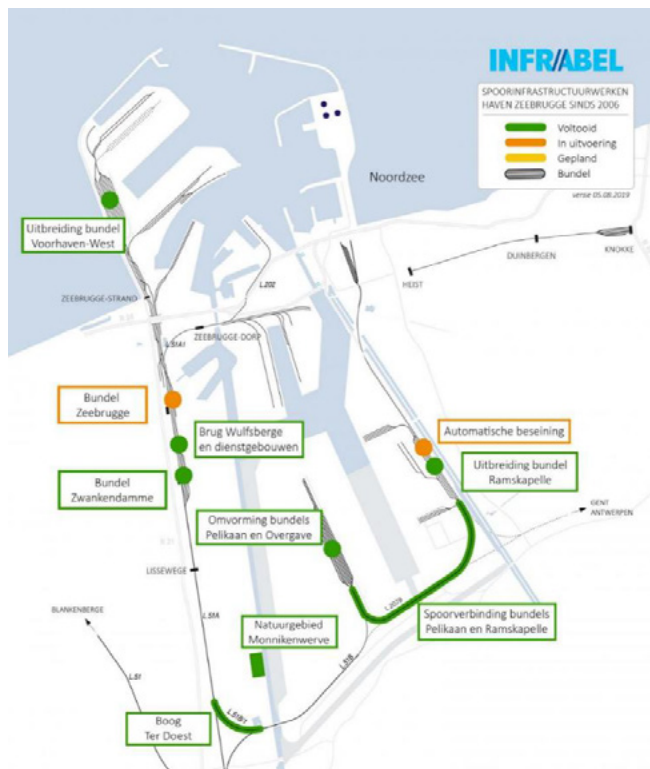 INFRABEL
SPOORINFRASTRUCTUURWERKEN
HAVEN ZEEBRUGGE SINDS 2006
Voltooid
In uitvoering
Gepland
Bundel
versie 05.08.2019
Noordzee
Uitbreiding bundel
Voorhaven-West
KNOKKE
DUINBERGEN
HEIST
ZEEBRUGGE-STRAND
L.202
ZEEBRUGGE-DORP
L.51A1
Bundel
Zeebrugge
Brug Wulfsberge
en dienstgebouwen
Automatische beseining
Uitbreiding bundel
Ramskapelle
Bundel
Zwankendamme
GENT
ANTWERPEN
Omvorming bundels
Pelikaan en Overgave
LISSEWEGE
BLANKENBERGE
L.51A
Natuurgebied
Monnikenwerve
Spoorverbinding bundels
Pelikaan en Ramskapelle
L.51
L.51B
L.51B/1
Boog
Ter Doest